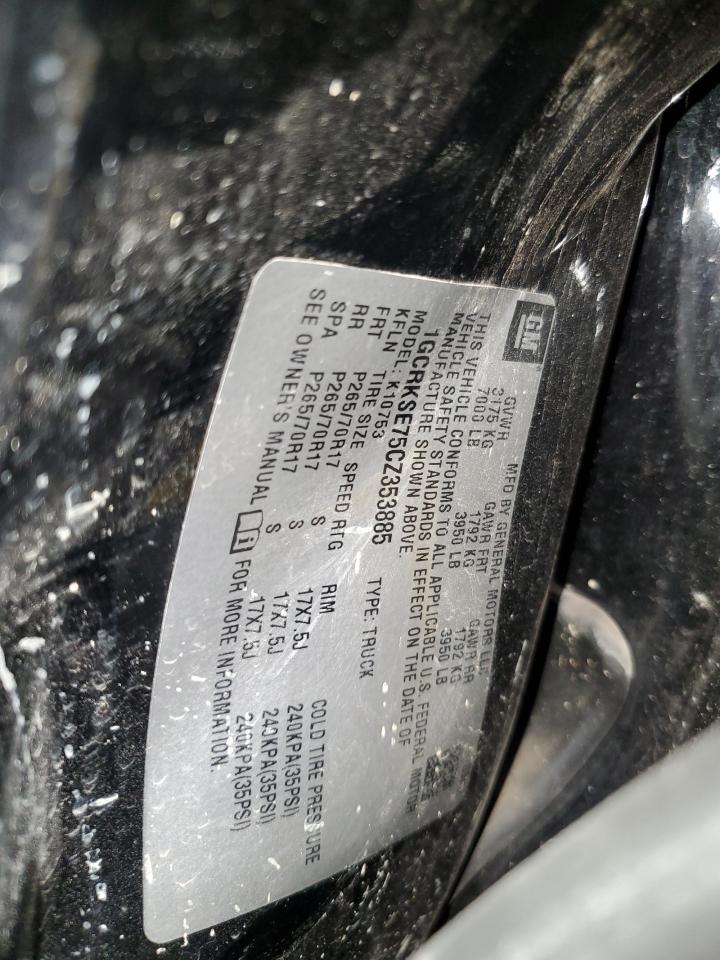 GM
MFD BY GENERAL MOTORS LLC
GVWR GAWR FRT GAWR RR
3175 KG 1792 KG 1792 KG
7000 LB 3950 LB 3950 LB
THIS VEHICLE CONFORMS TO ALL APPLICABLE U.S. FEDERAL MOTOR
VEHICLE SAFETY STANDARDS IN EFFECT ON THE DATE OF
MANUFACTURE SHOWN ABOVE.
1GCRKSE75CZ353885 TYPE: TRUCK
MODEL: K10753
KFLN
TIRE SIZE SPEED RTG RIM COLD TIRE PRESSURE
FRT P265/70R17 S 17X7.5J 240KPA(35PSI)
RR P265/70R17 S 17X7.5J 240KPA(35PSI)
SPA P265/70R17 S 17X7.5J 240KPA(35PSI)
SEE OWNER'S MANUAL i FOR MORE INFORMATION.